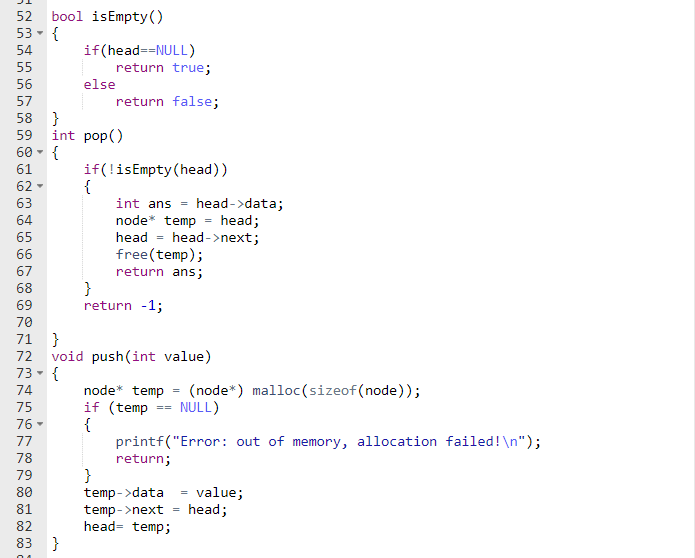 52 bool isEmpty()
53 {
54     if(head==NULL)
55         return true;
56     else
57         return false;
58 }
59 int pop()
60 {
61     if(!isEmpty(head))
62     {
63         int ans = head->data;
64         node* temp = head;
65         head = head->next;
66         free(temp);
67         return ans;
68     }
69     return -1;
70
71 }
72 void push(int value)
73 {
74     node* temp = (node*) malloc(sizeof(node));
75     if (temp == NULL)
76     {
77         printf("Error: out of memory, allocation failed!\n");
78         return;
79     }
80     temp->data  = value;
81     temp->next = head;
82     head= temp;
83 }